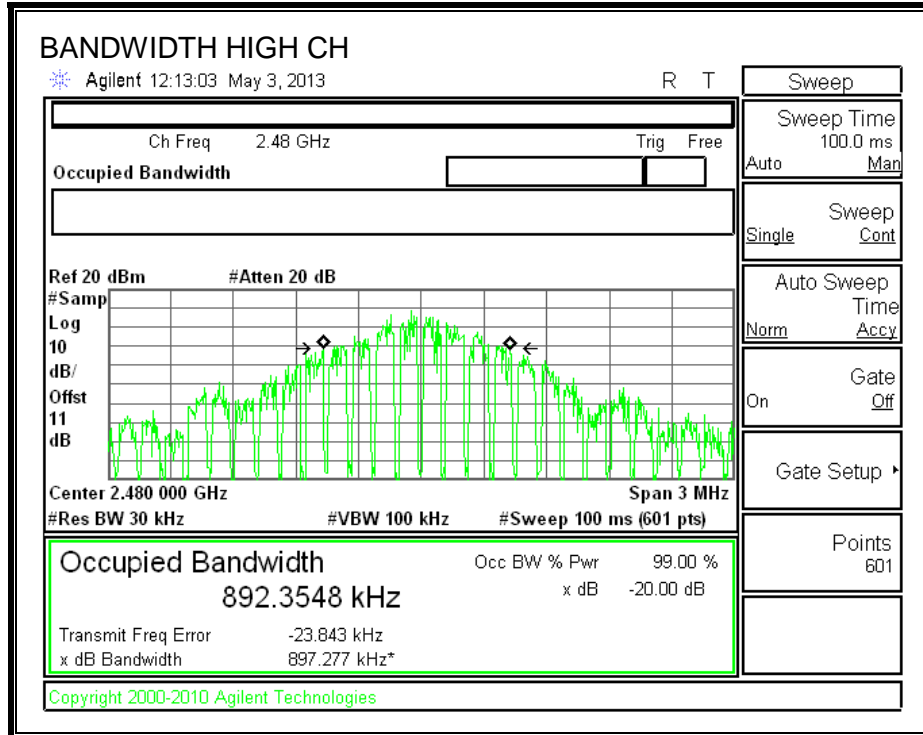 BANDWIDTH HIGH CH
Agilent 12:13:03 May 3, 2013 R T
Ch Freq 2.48 GHz Trig Free
Occupied Bandwidth
Ref 20 dBm #Atten 20 dB
#Samp
Log
10
dB/
Offst
11
dB
Center 2.480 000 GHz Span 3 MHz
#Res BW 30 kHz #VBW 100 kHz #Sweep 100 ms (601 pts)
Occupied Bandwidth Occ BW % Pwr 99.00 %
892.3548 kHz x dB -20.00 dB
Transmit Freq Error -23.843 kHz
x dB Bandwidth 897.277 kHz*
Copyright 2000-2010 Agilent Technologies
Sweep
Sweep Time
100.0 ms
Auto Man
Sweep
Single Cont
Auto Sweep
Time
Norm Accy
Gate
On Off
Gate Setup
Points
601